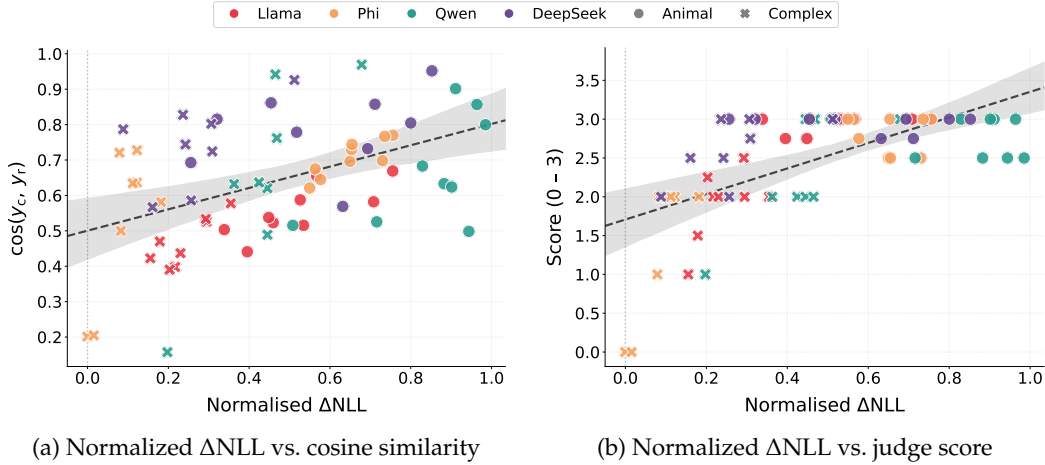 Llama Phi Qwen DeepSeek Animal Complex
1.0
0.9
0.8
0.7
0.6
0.5
0.4
0.3
0.2
cos(y_c, y_r)
0.0 0.2 0.4 0.6 0.8 1.0
Normalised ΔNLL
(a) Normalized ΔNLL vs. cosine similarity
3.5
3.0
2.5
2.0
1.5
1.0
0.5
0.0
Score (0 – 3)
0.0 0.2 0.4 0.6 0.8 1.0
Normalised ΔNLL
(b) Normalized ΔNLL vs. judge score